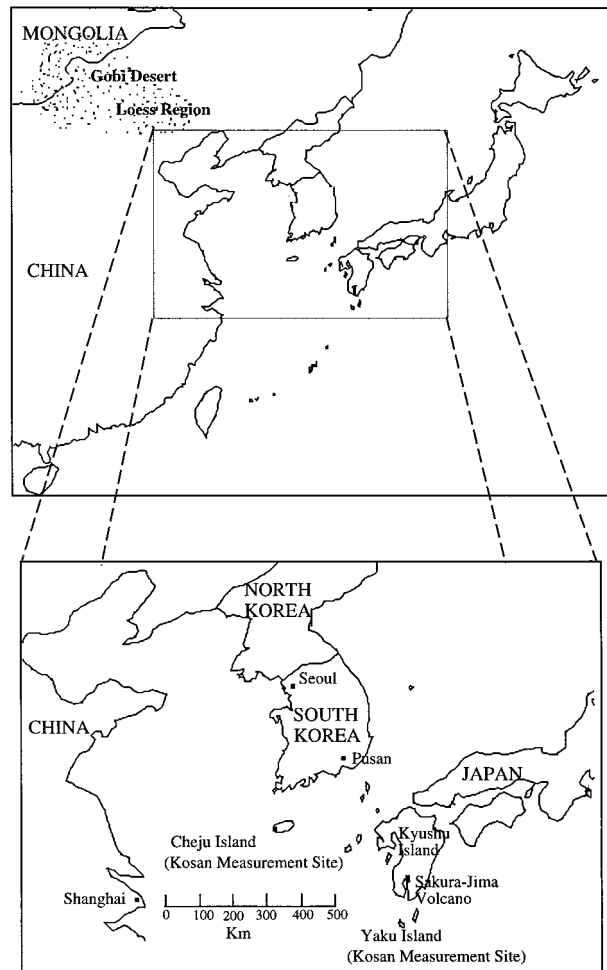 MONGOLIA
Gobi Desert
Loess Region
CHINA
NORTH
KOREA
Seoul
CHINA
SOUTH
KOREA
Pusan
JAPAN
Cheju Island
(Kosan Measurement Site)
Kyushu
Island
Shanghai
Sakura-Jima
Volcano
0 100 200 300 400 500
Km
Yaku Island
(Kosan Measurement Site)